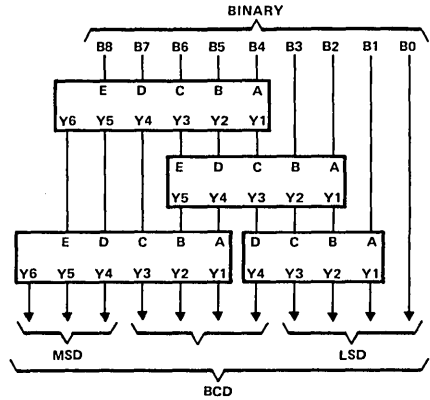 BINARY
B8 B7 B6 B5 B4 B3 B2 B1 B0
E D C B A
Y6 Y5 Y4 Y3 Y2 Y1
E D C B A
Y5 Y4 Y3 Y2 Y1
E D C B A D C B A
Y6 Y5 Y4 Y3 Y2 Y1 Y4 Y3 Y2 Y1
MSD LSD
BCD